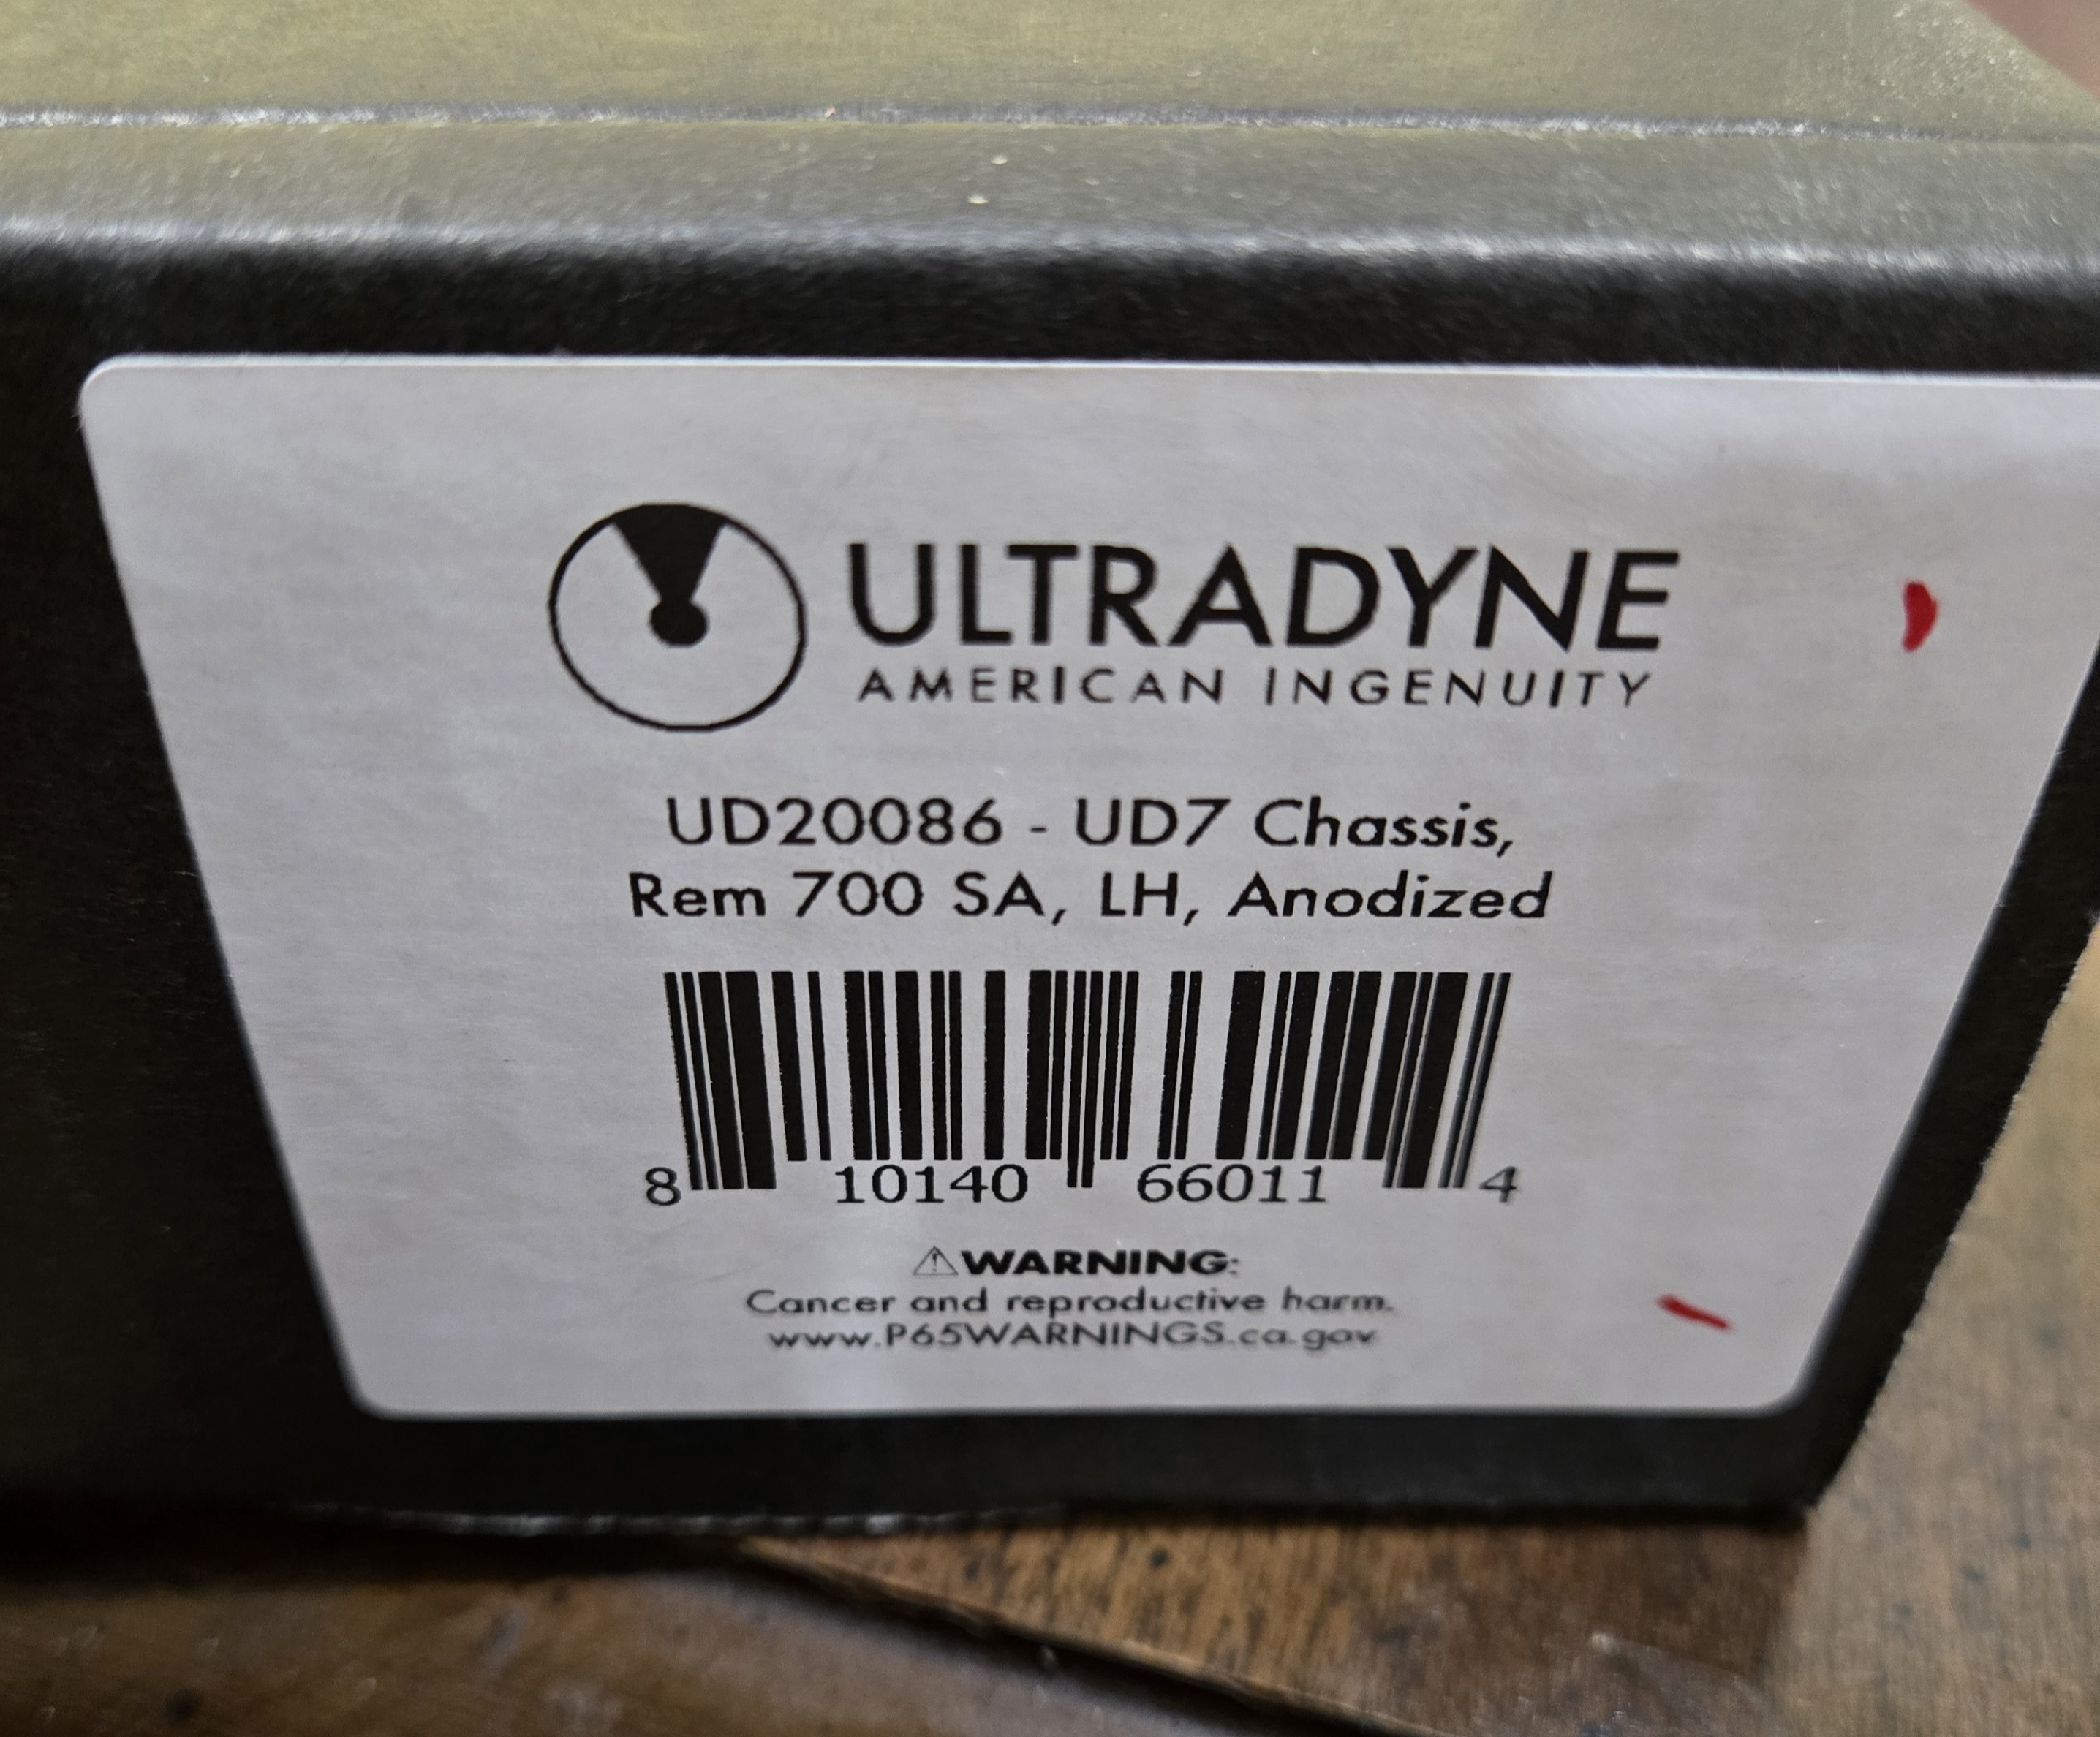 ULTRADYNE
AMERICAN INGENUITY
UD20086 - UD7 Chassis,
Rem 700 SA, LH, Anodized
8 10140 66011 4
⚠WARNING:
Cancer and reproductive harm.
www.P65WARNINGS.ca.gov